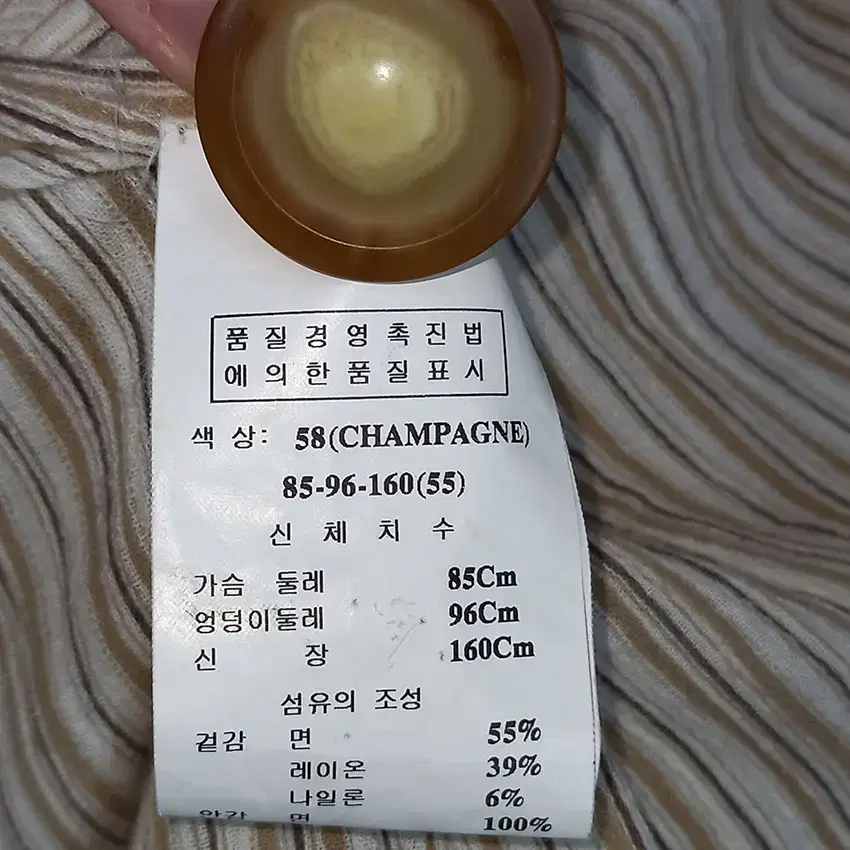 품질경영촉진법
에의한품질표시
색 상: 58(CHAMPAGNE)
85-96-160(55)
신 체 치 수
가슴 둘레 85Cm
엉덩이둘레 96Cm
신 장 160Cm
섬유의 조성
겉감 면 55%
레이온 39%
나일론 6%
안감 면 100%